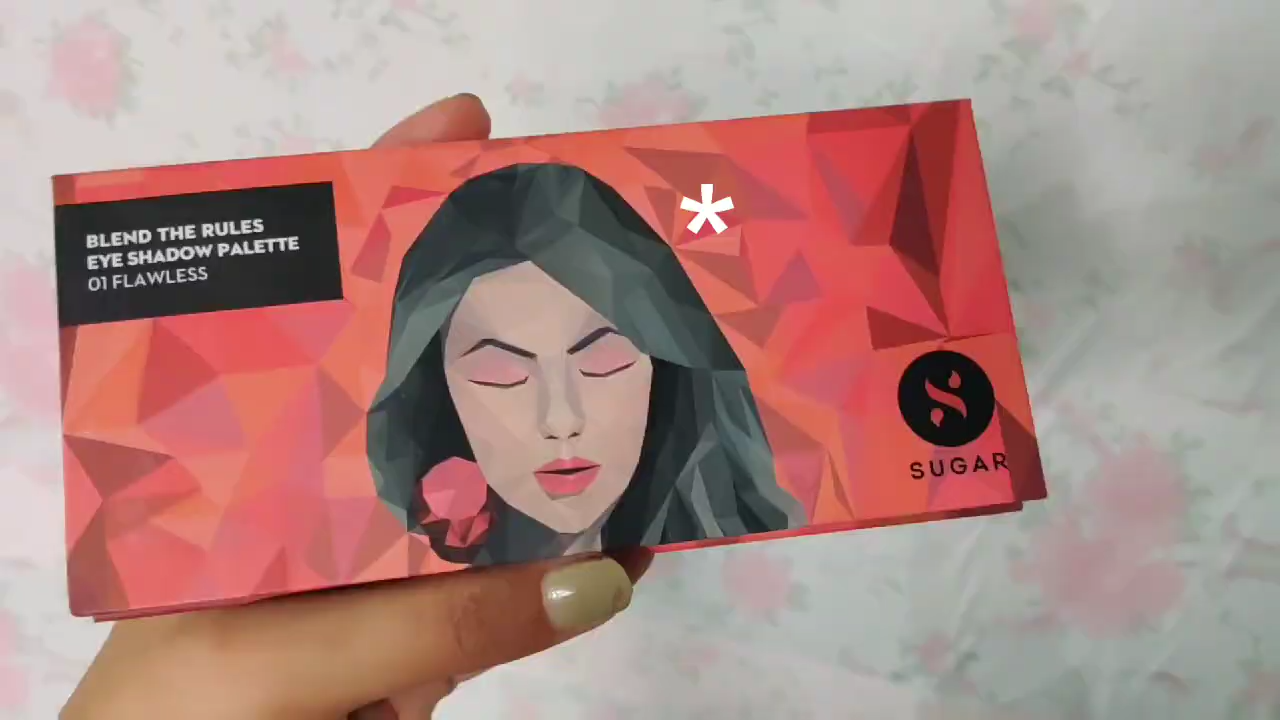 BLEND THE RULES
EYE SHADOW PALETTE
01 FLAWLESS
*
SUGAR